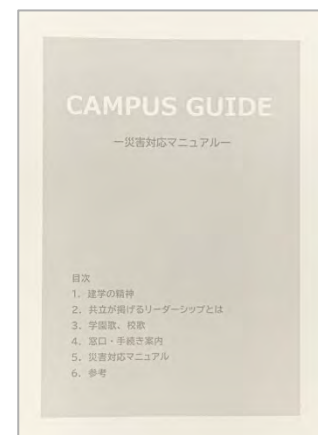 CAMPUS GUIDE
ー災害対応マニュアルー
目次
1. 建学の精神
2. 共立が掲げるリーダーシップとは
3. 学園歌、校歌
4. 窓口・手続き案内
5. 災害対応マニュアル
6. 参考